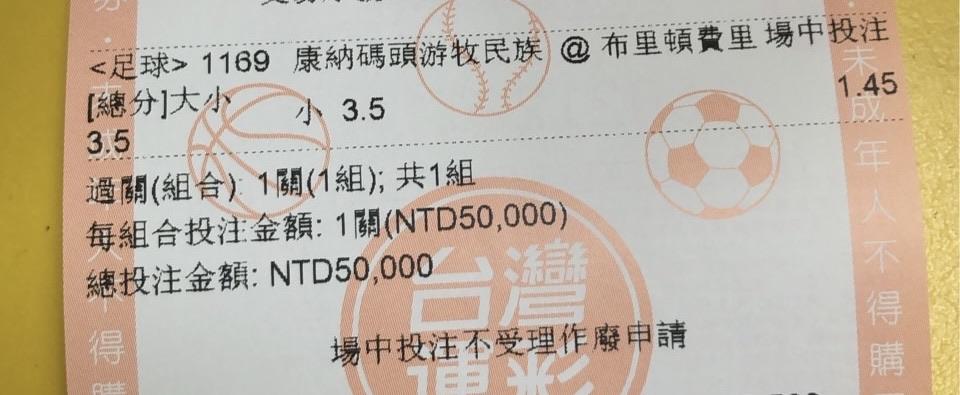 <足球> 1169 康納碼頭游牧民族 @ 布里頓費里 場中投注
[總分]大小 小 3.5 1.45
3.5
過關(組合): 1關(1組); 共1組
每組合投注金額: 1關(NTD50,000)
總投注金額: NTD50,000
台灣
運彩
場中投注不受理作廢申請
未成年人不得購
得購